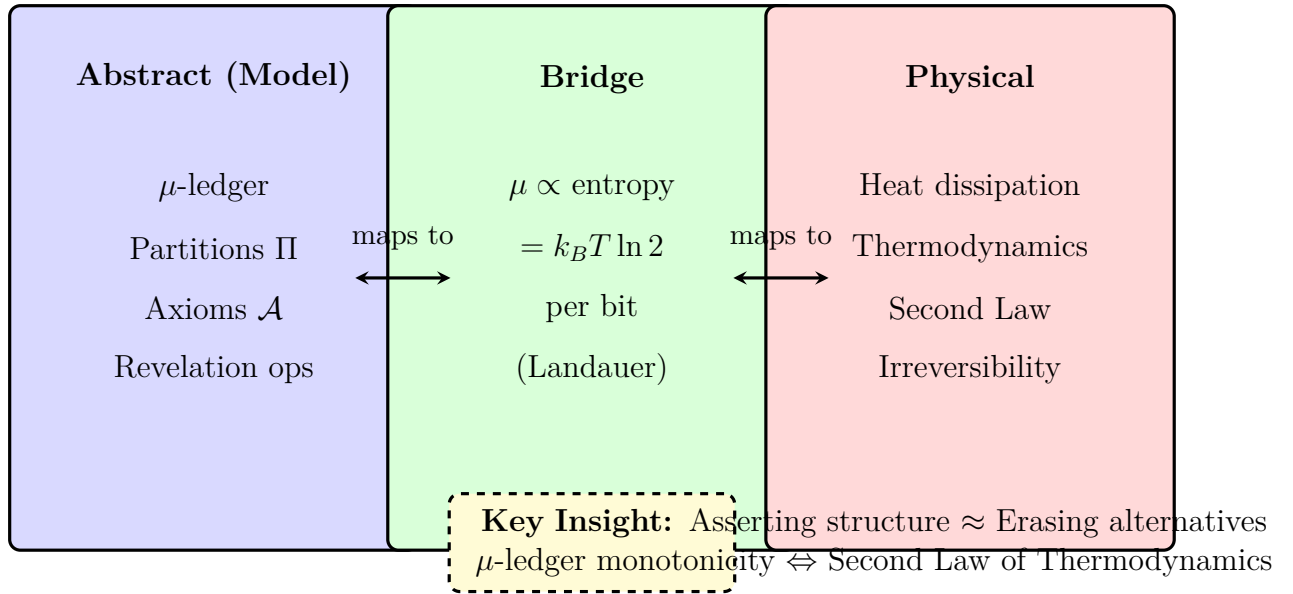 Abstract (Model)
μ-ledger
Partitions Π
Axioms 𝒜
Revelation ops
maps to
Bridge
μ ∝ entropy
= k_B T ln 2
per bit
(Landauer)
maps to
Physical
Heat dissipation
Thermodynamics
Second Law
Irreversibility
Key Insight: Asserting structure ≈ Erasing alternatives
μ-ledger monotonicity ⇔ Second Law of Thermodynamics